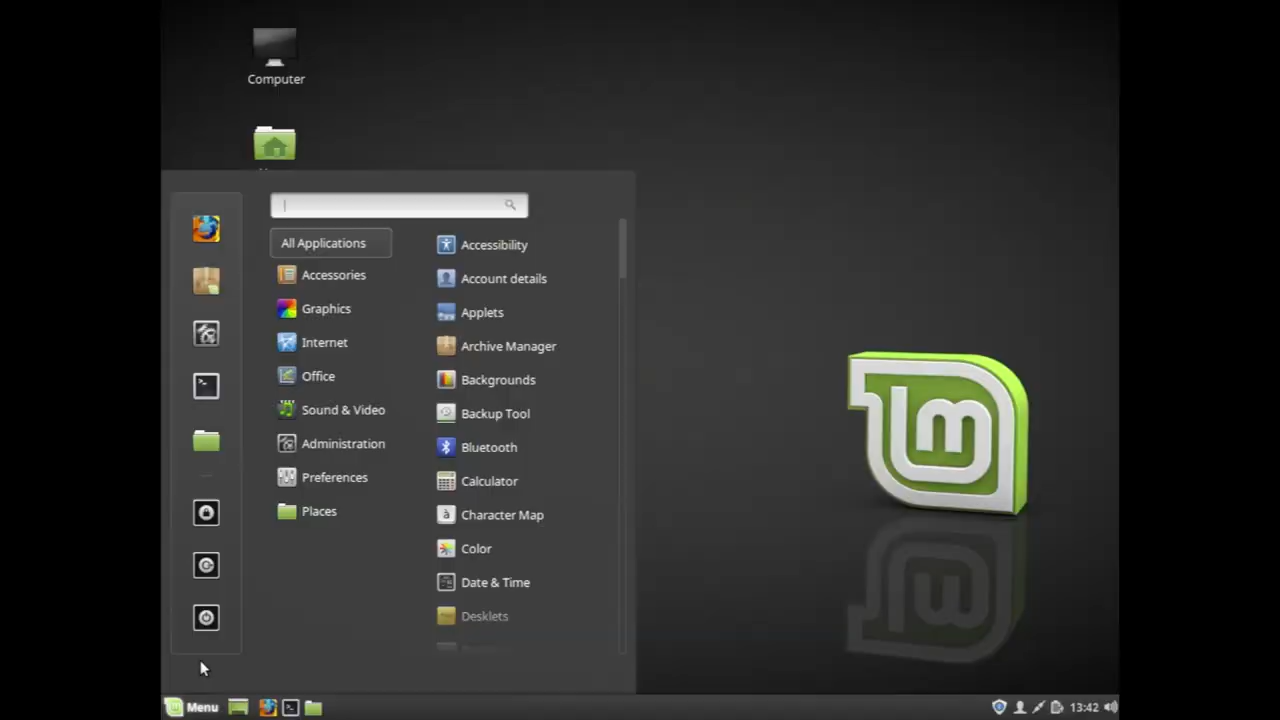 Computer
All Applications
Accessories
Graphics
Internet
Office
Sound & Video
Administration
Preferences
Places
Accessibility
Account details
Applets
Archive Manager
Backgrounds
Backup Tool
Bluetooth
Calculator
Character Map
Color
Date & Time
Desklets
Menu
13:42